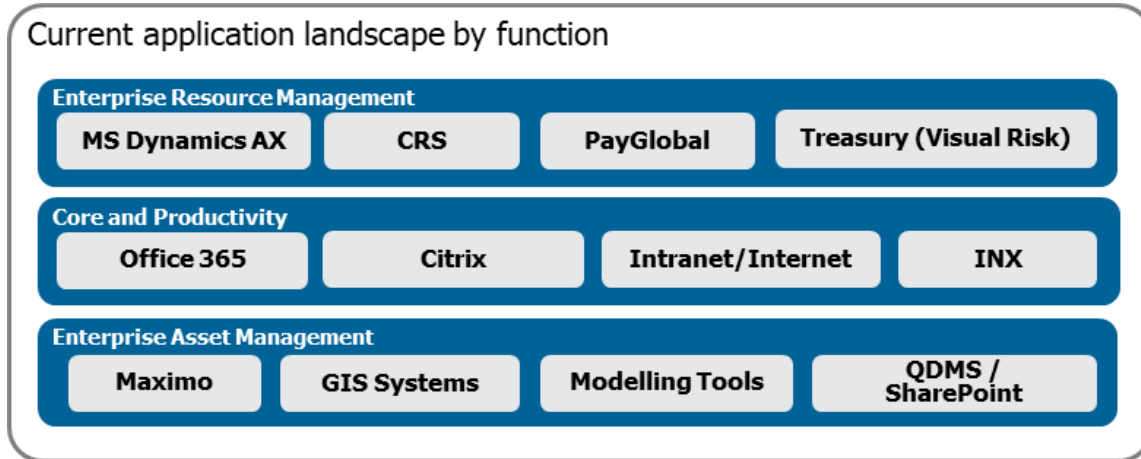 Current application landscape by function
Enterprise Resource Management
MS Dynamics AX
CRS
PayGlobal
Treasury (Visual Risk)
Core and Productivity
Office 365
Citrix
Intranet/Internet
INX
Enterprise Asset Management
Maximo
GIS Systems
Modelling Tools
QDMS /
SharePoint